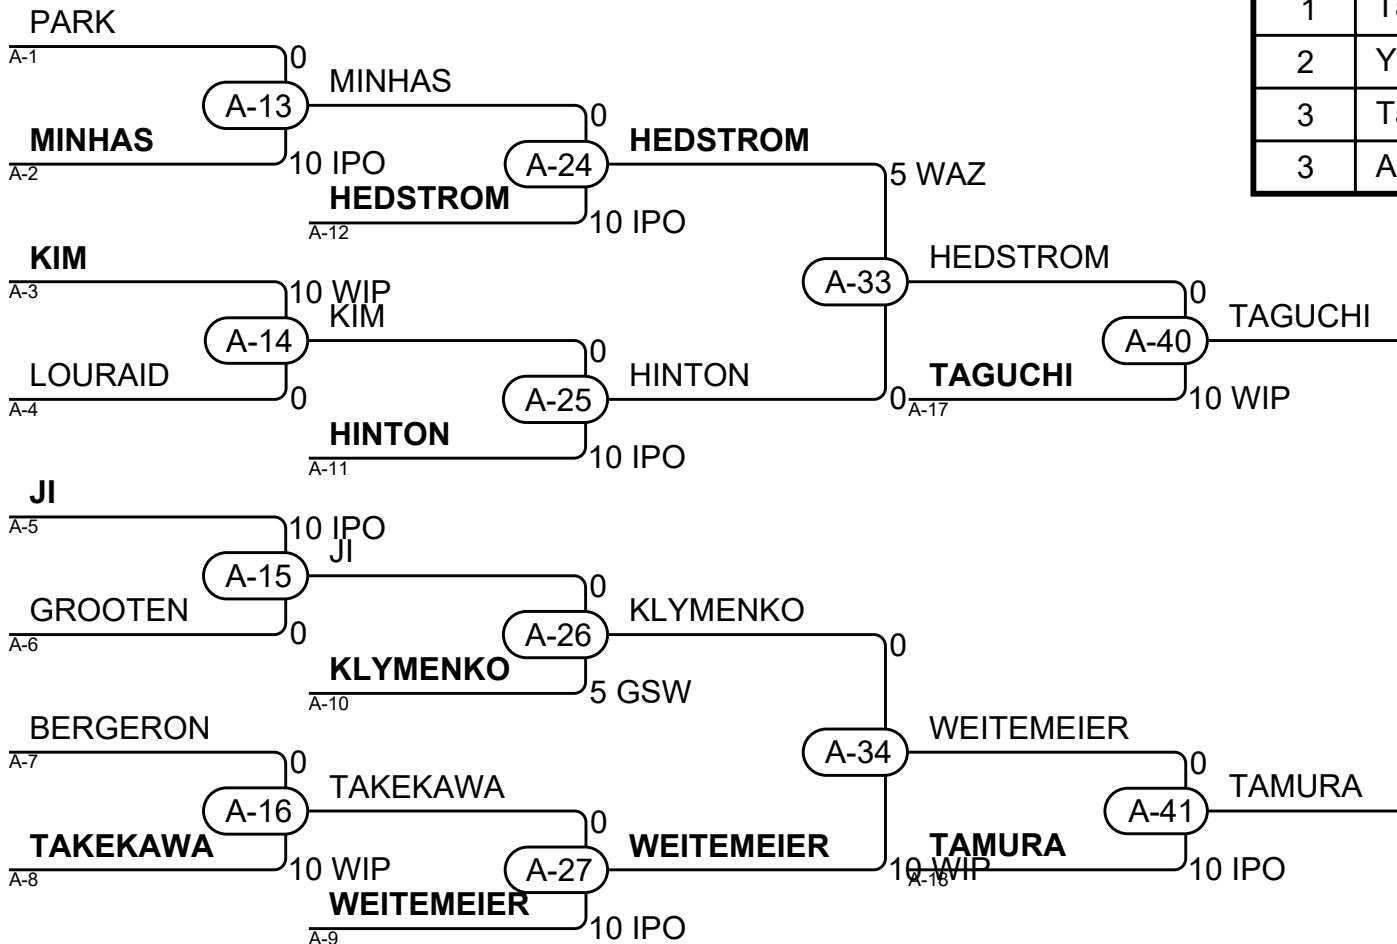 PARK
A-1
0
A-13
MINHAS
MINHAS
A-2
10 IPO
0
A-24
HEDSTROM
HEDSTROM
A-12
10 IPO
5 WAZ
KIM
A-3
10 WIP
KIM
A-14
LOURAID
A-4
0
0
A-25
HINTON
HINTON
A-11
10 IPO
A-33
HEDSTROM
0
0
A-40
TAGUCHI
TAGUCHI
A-17
10 WIP
JI
A-5
10 IPO
JI
A-15
GROOTEN
A-6
0
0
A-26
KLYMENKO
KLYMENKO
A-10
5 GSW
0
BERGERON
A-7
0
A-16
TAKEKAWA
TAKEKAWA
A-8
10 WIP
0
A-27
WEITEMEIER
WEITEMEIER
A-9
10 IPO
A-34
WEITEMEIER
10 WIP
0
A-41
TAMURA
TAMURA
A-18
10 IPO
1
2
3
3